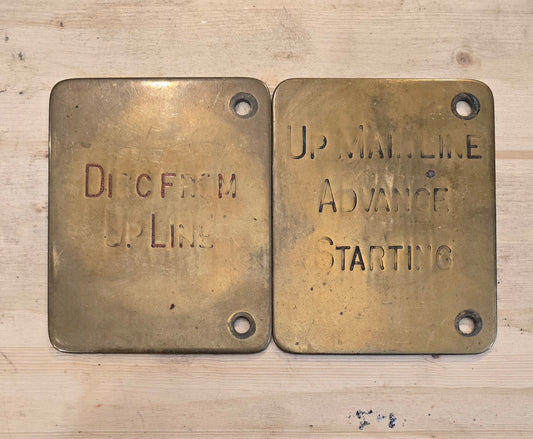 DISC FROM
UP LINE
UP MAIN LINE
ADVANCE
STARTING